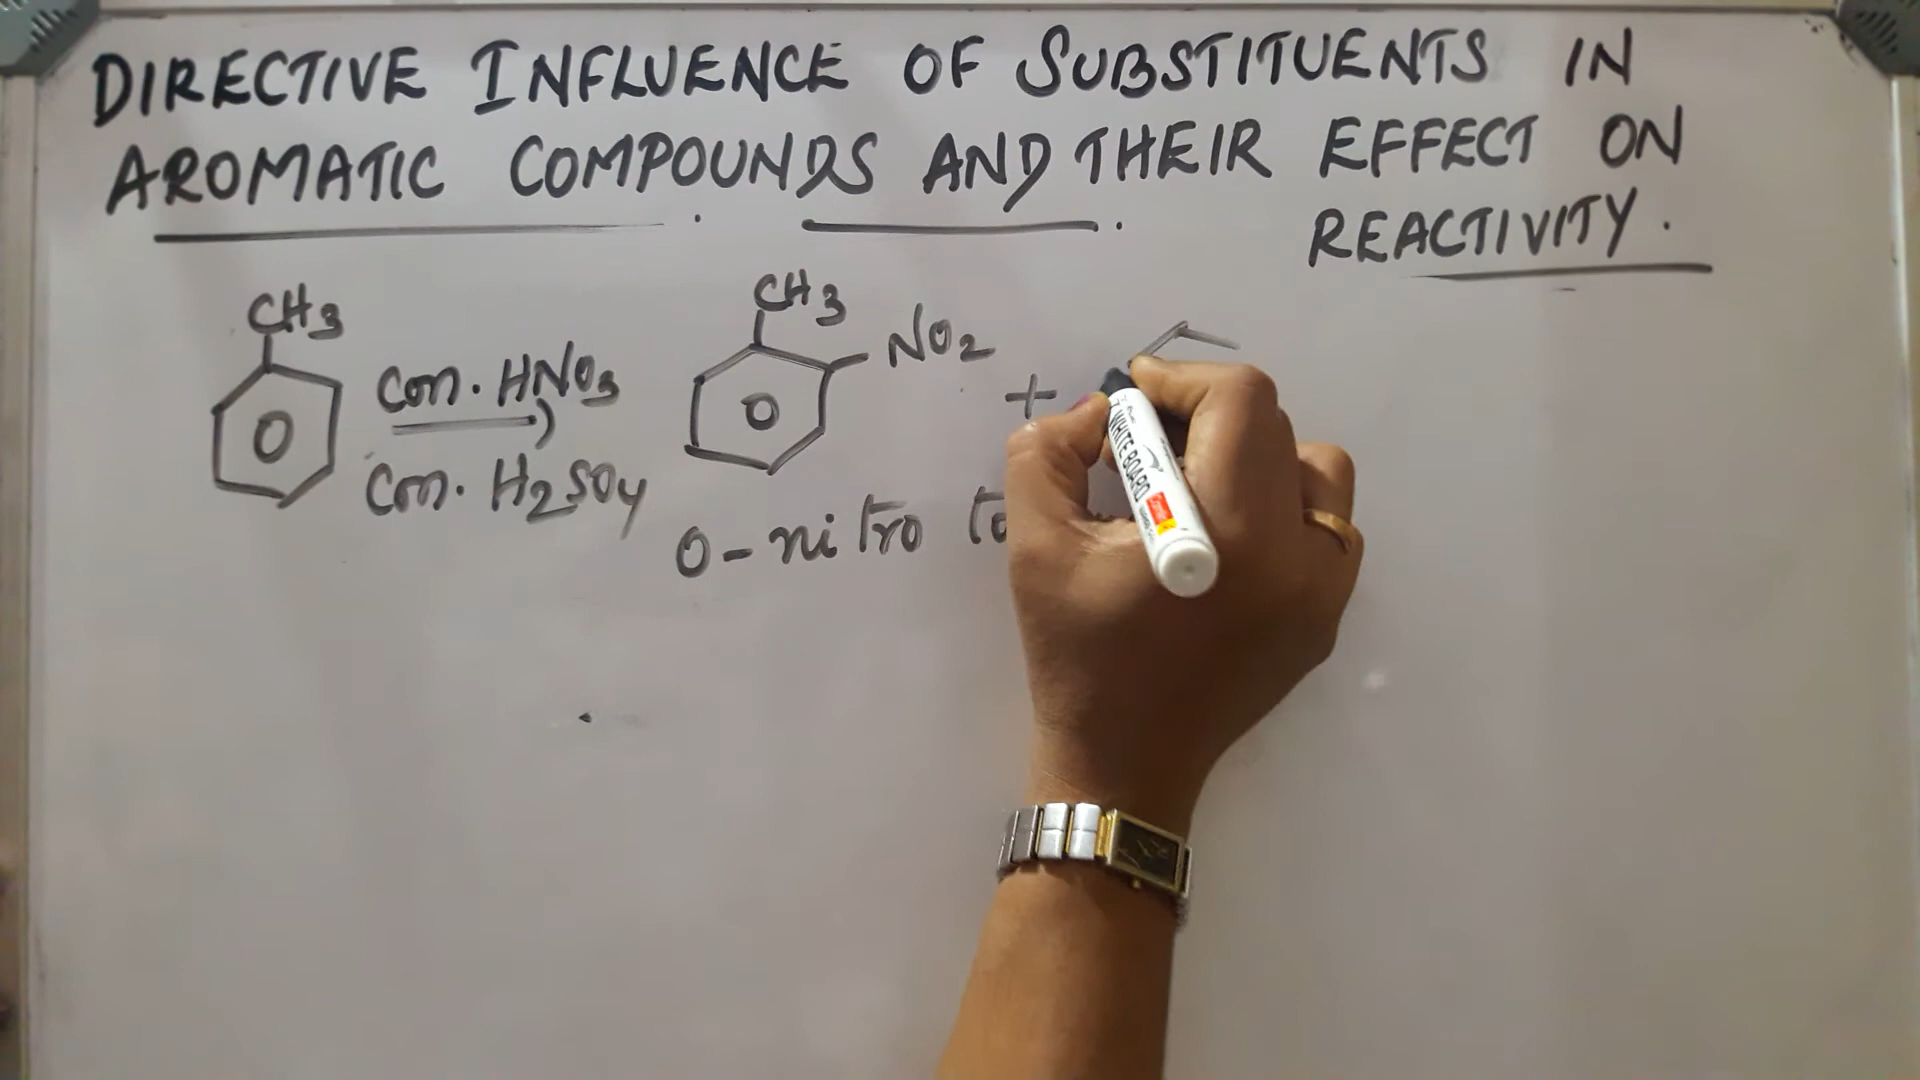 DIRECTIVE INFLUENCE OF SUBSTITUENTS IN
AROMATIC COMPOUNDS AND THEIR EFFECT ON
REACTIVITY.
CH3
Con. HNO3
Con. H2SO4
CH3
NO2
+
O-nitro to
WHITE BOARD